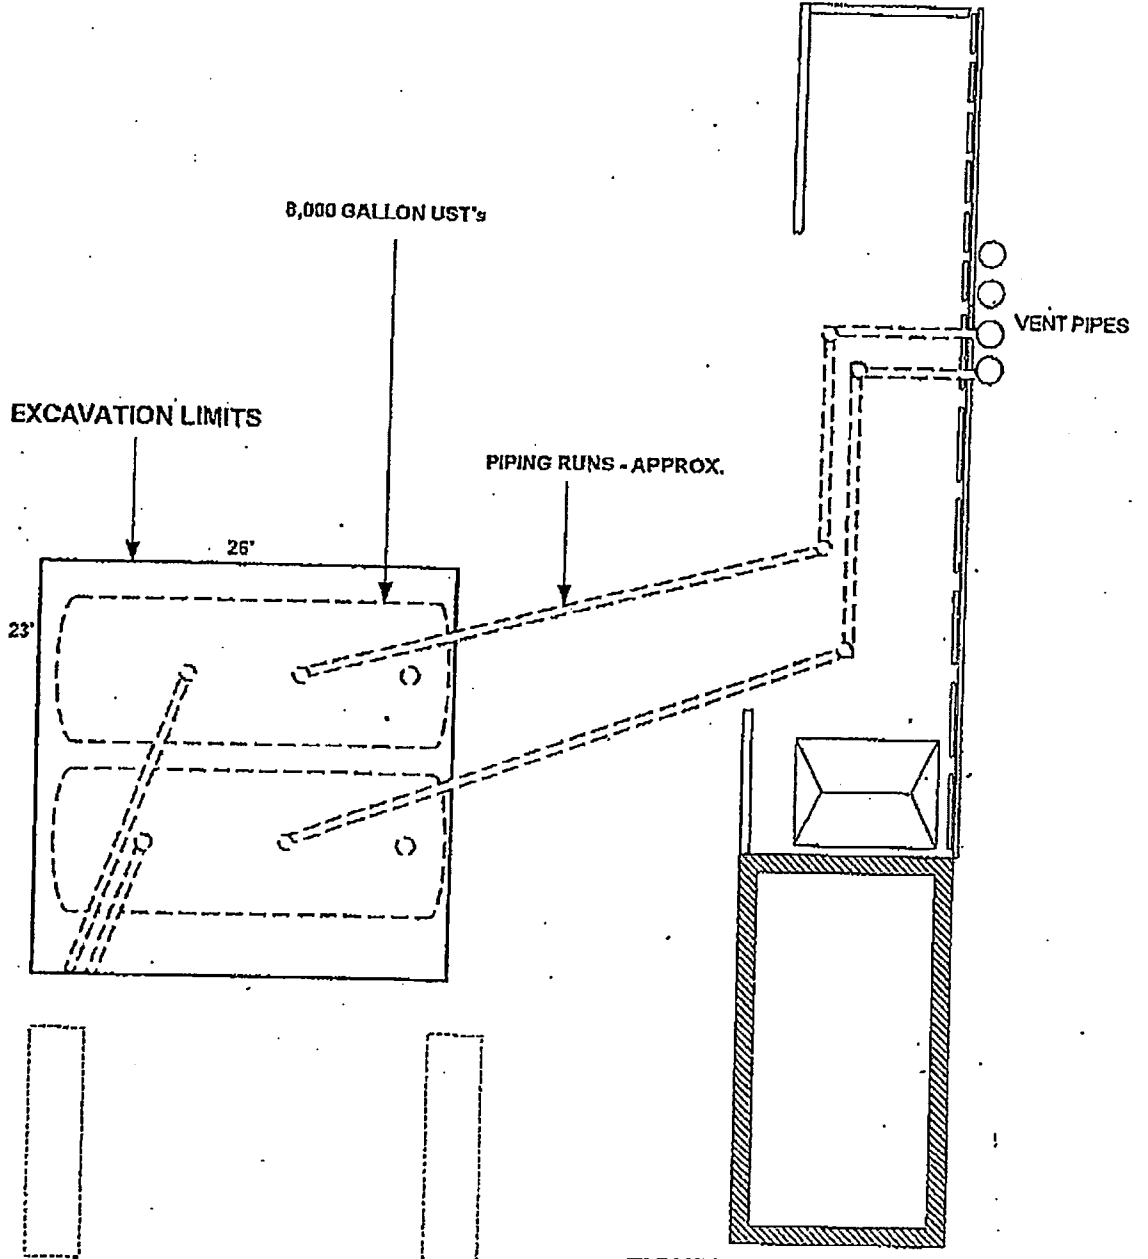 8,000 GALLON UST's
VENT PIPES
EXCAVATION LIMITS
PIPING RUNS - APPROX.
26'
23'